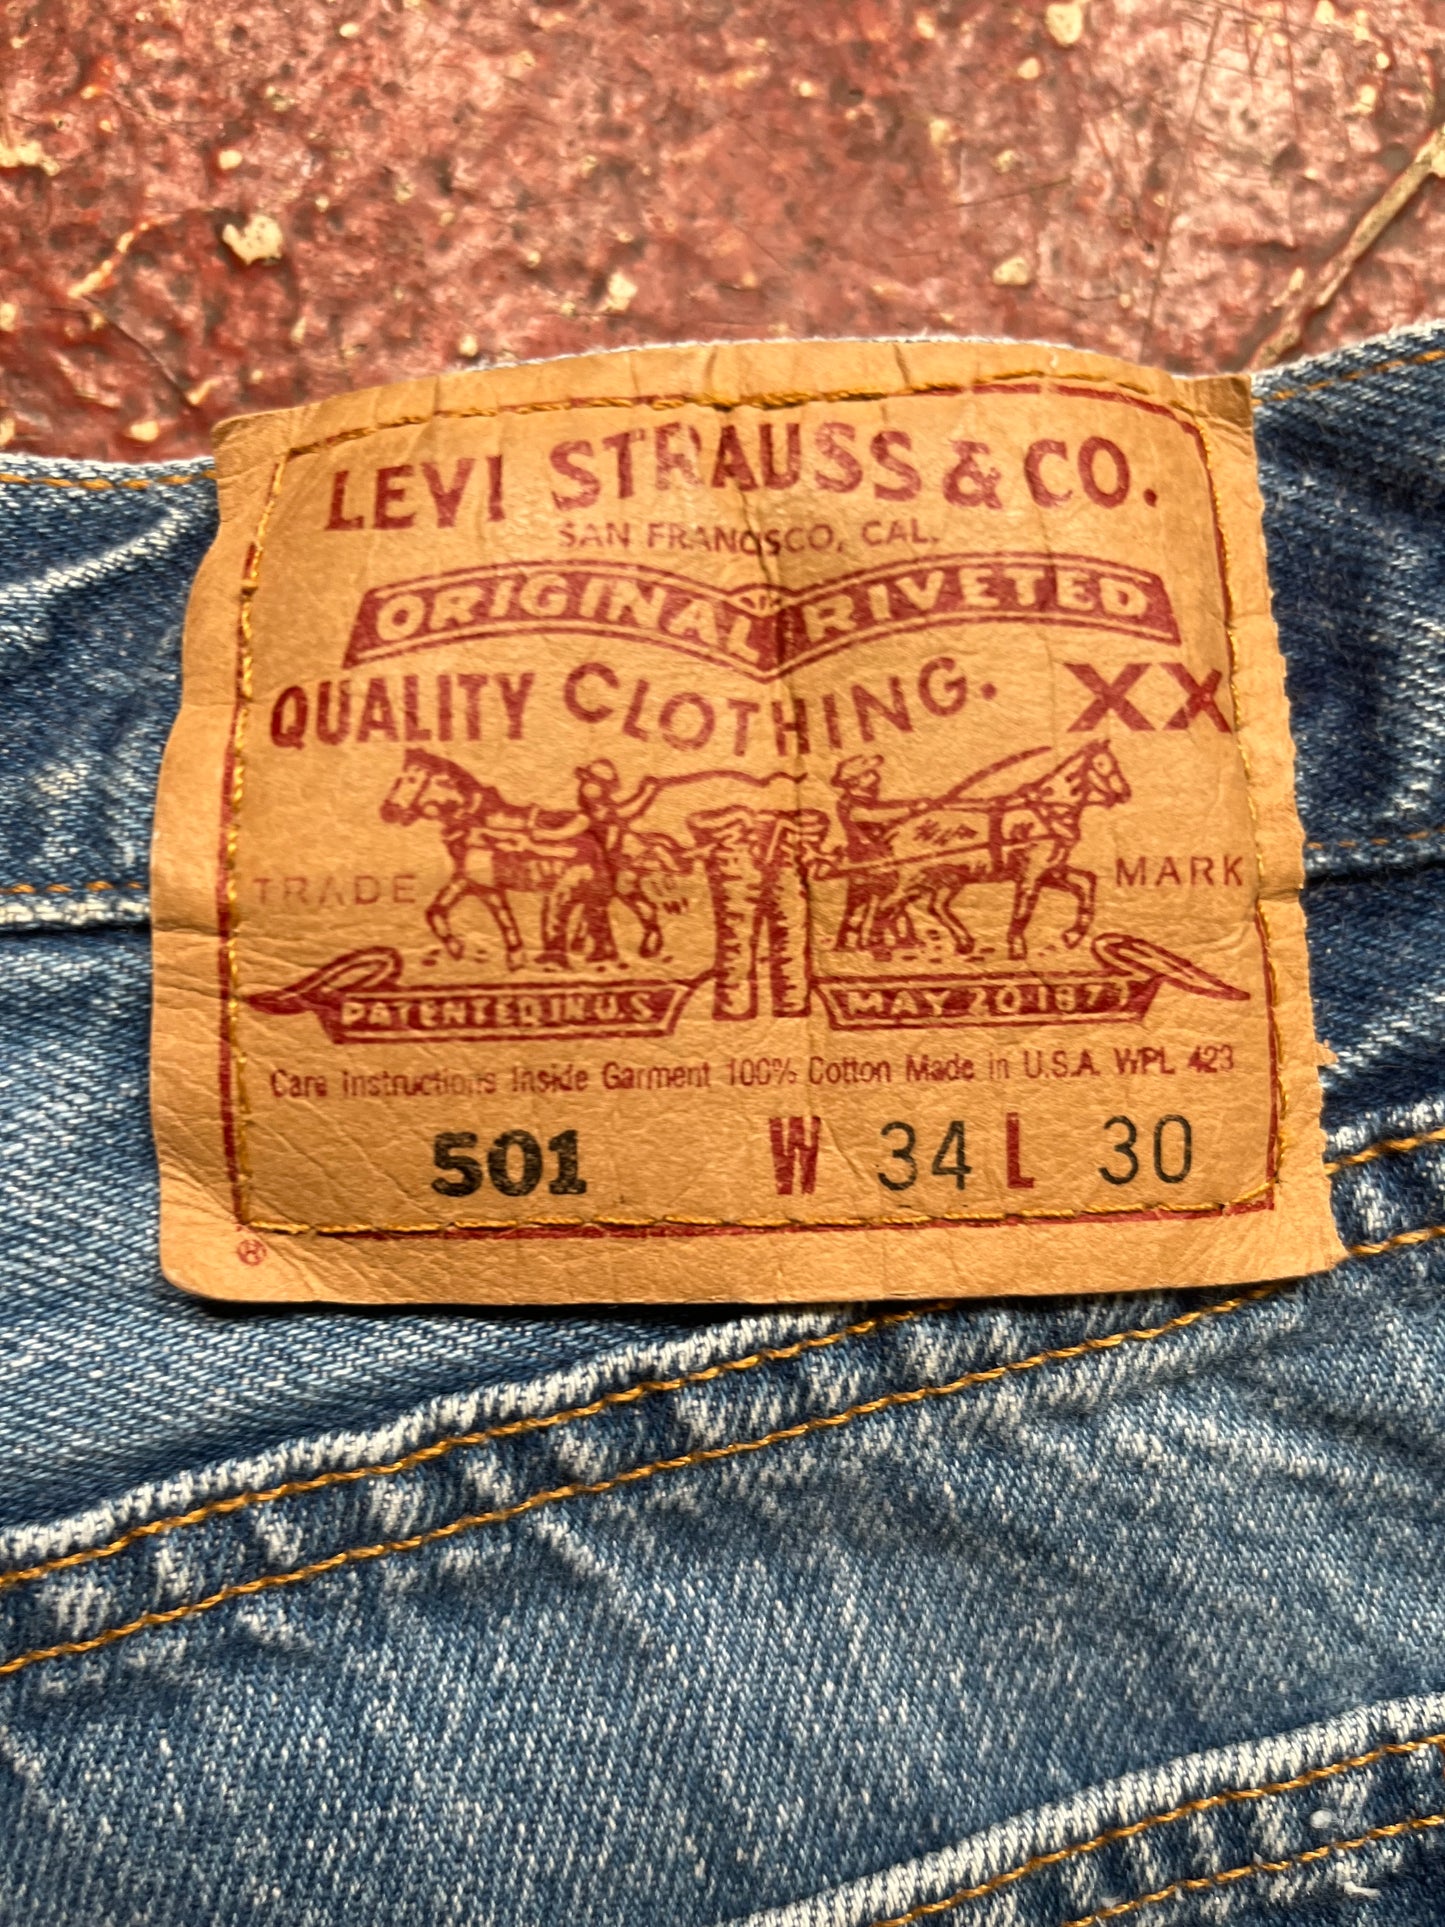 LEVI STRAUSS & CO.
SAN FRANCISCO, CAL.
ORIGINAL RIVETED
QUALITY CLOTHING. XX
TRADE MARK
PATENTED IN U.S. MAY 20 1873
Care Instructions Inside Garment 100% Cotton Made in U.S.A. WPL 423
501 W 34 L 30
®